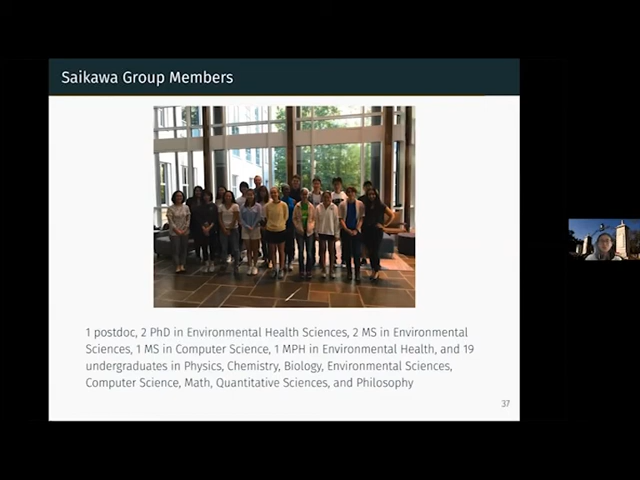 Saikawa Group Members
1 postdoc, 2 PhD in Environmental Health Sciences, 2 MS in Environmental
Sciences, 1 MS in Computer Science, 1 MPH in Environmental Health, and 19
undergraduates in Physics, Chemistry, Biology, Environmental Sciences,
Computer Science, Math, Quantitative Sciences, and Philosophy
37